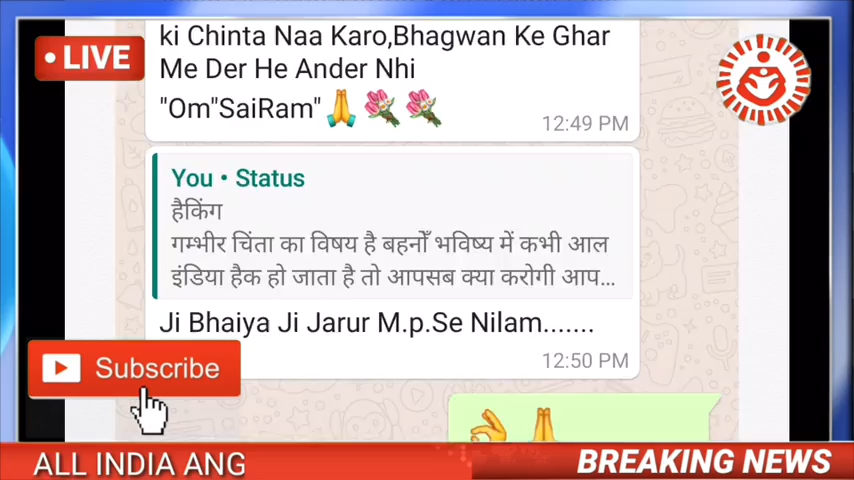 ki Chinta Naa Karo,Bhagwan Ke Ghar
Me Der He Ander Nhi
"Om"SaiRam"🙏💐💐
12:49 PM
You • Status
हैकिंग
गम्भीर चिंता का विषय है बहनोँ भविष्य में कभी आल
इंडिया हैक हो जाता है तो आपसब क्या करोगी आप...
Ji Bhaiya Ji Jarur M.p.Se Nilam.......
12:50 PM
👌🙏
• LIVE
Subscribe
ALL INDIA ANG
BREAKING NEWS